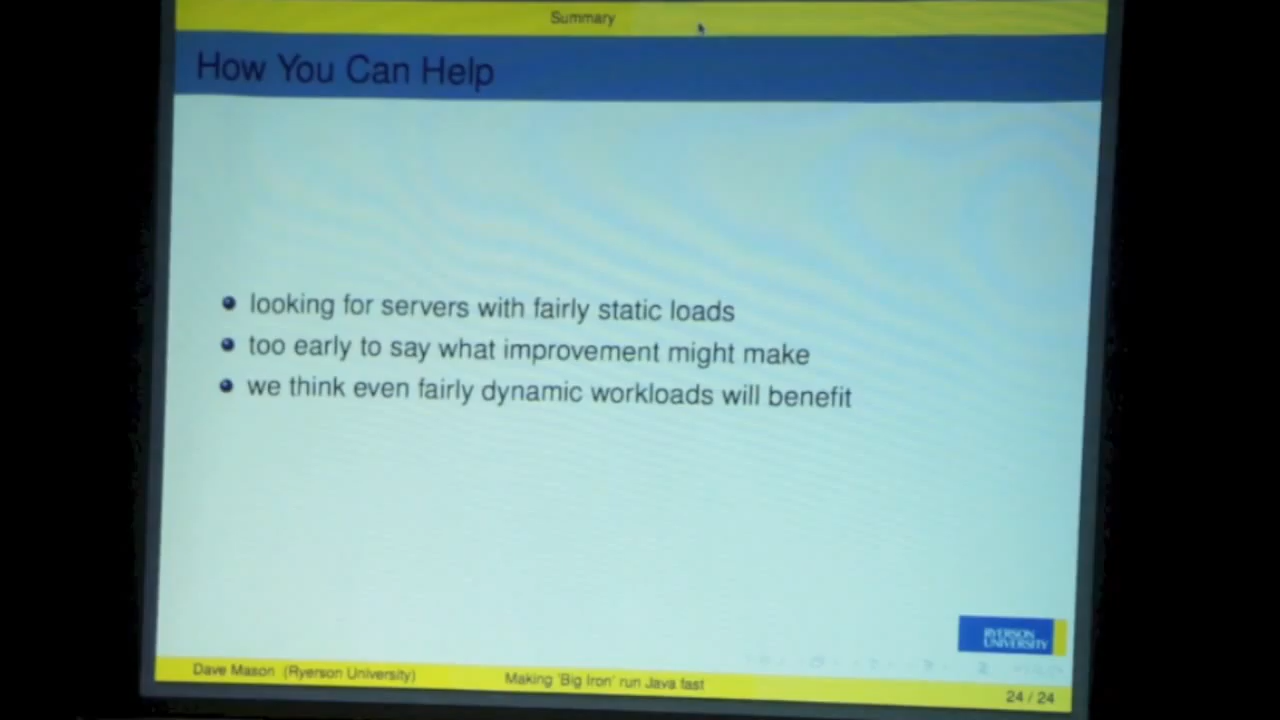 Summary
How You Can Help
looking for servers with fairly static loads
too early to say what improvement might make
we think even fairly dynamic workloads will benefit
RYERSON
UNIVERSITY
Dave Mason (Ryerson University)
Making 'Big Iron' run Java fast
24 / 24